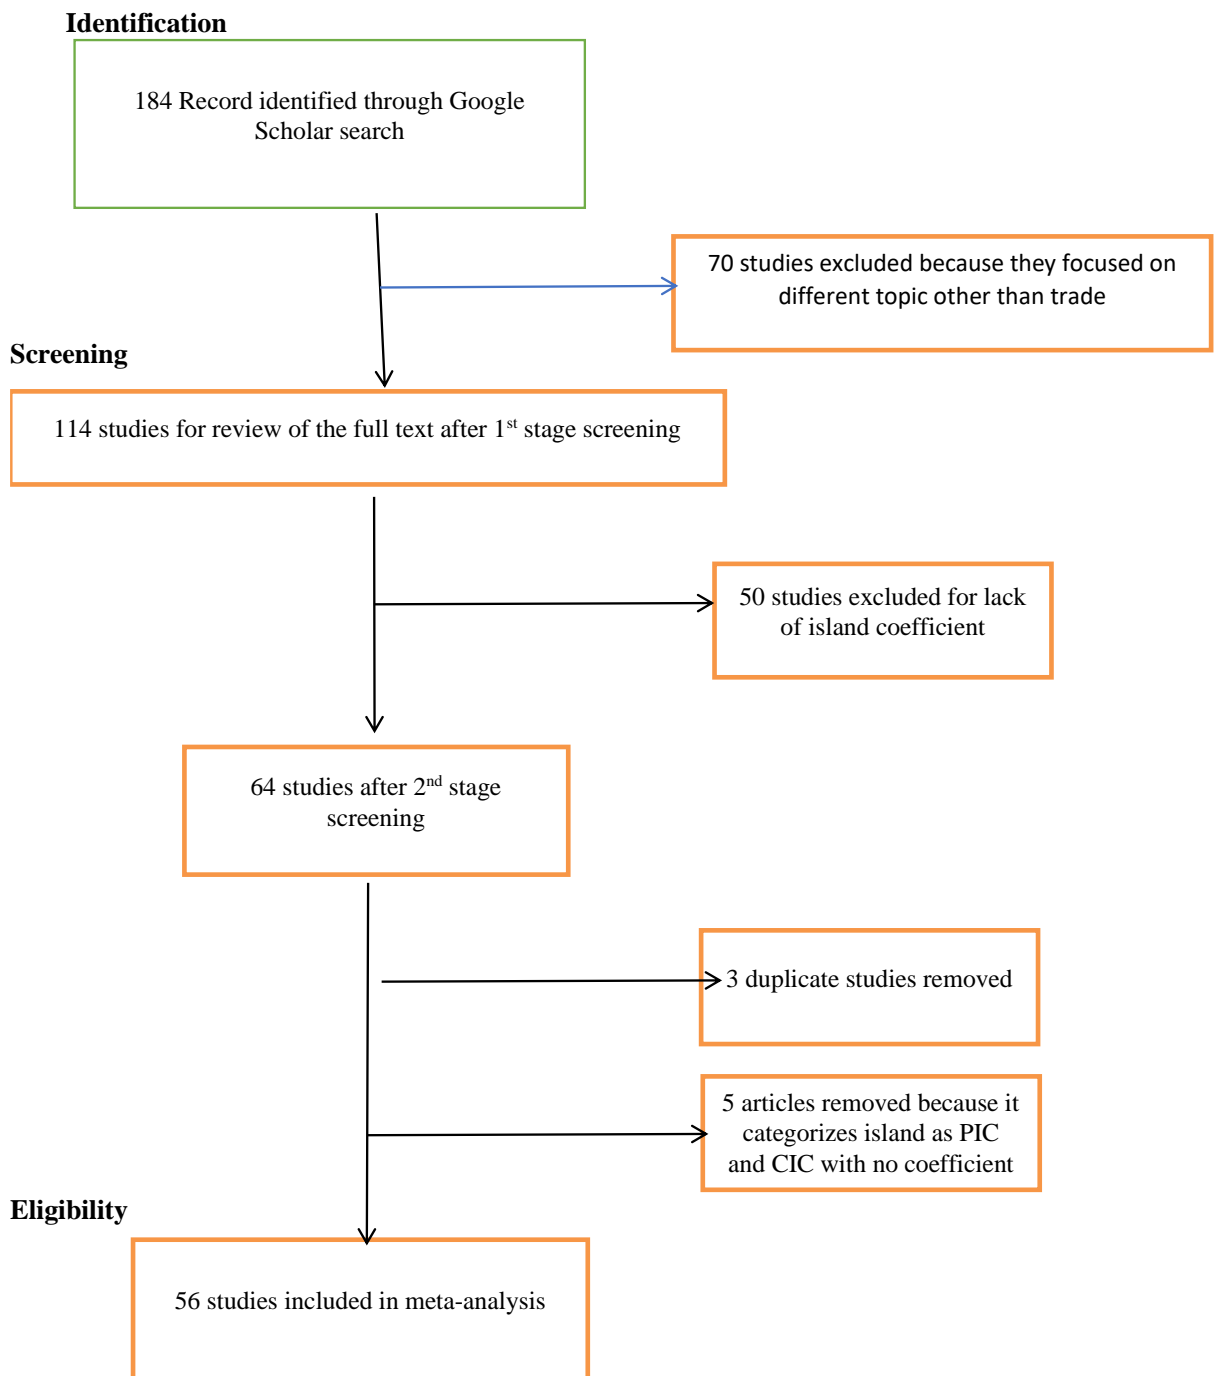 Identification
184 Record identified through Google
Scholar search
70 studies excluded because they focused on
different topic other than trade
Screening
114 studies for review of the full text after 1st stage screening
50 studies excluded for lack
of island coefficient
64 studies after 2nd stage
screening
3 duplicate studies removed
5 articles removed because it
categorizes island as PIC
and CIC with no coefficient
Eligibility
56 studies included in meta-analysis